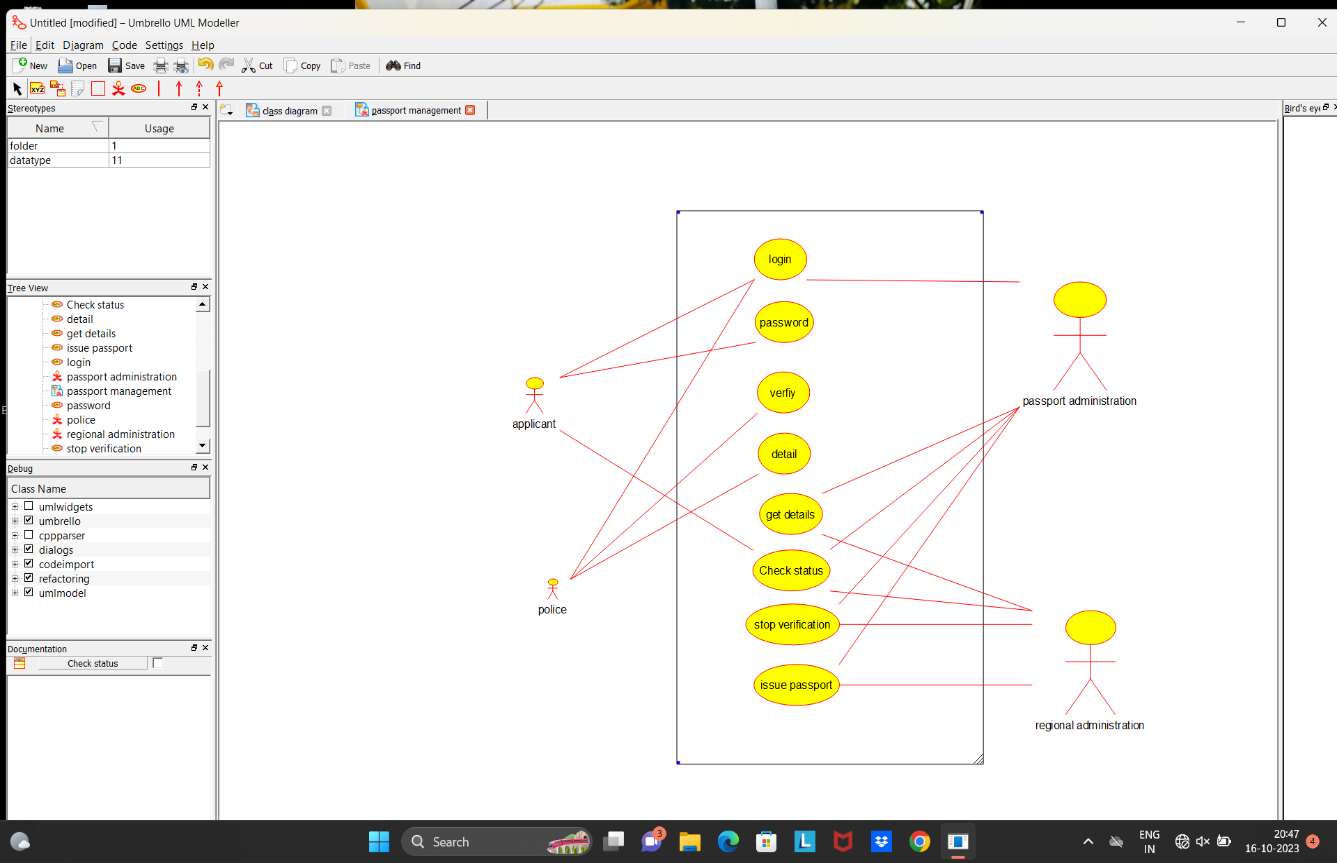 Untitled [modified] – Umbrello UML Modeller
File Edit Diagram Code Settings Help
New Open Save Cut Copy Paste Find
XYZ ABC
Stereotypes
class diagram passport management
Bird's eye
Name Usage
folder 1
datatype 11
Tree View
Check status
detail
get details
issue passport
login
passport administration
passport management
password
police
regional administration
stop verification
Debug
Class Name
umlwidgets
umbrello
cppparser
dialogs
codeimport
refactoring
umlmodel
Documentation
Check status
login
password
verfiy
detail
get details
Check status
stop verification
issue passport
applicant
police
passport administration
regional administration
Search
3
L
ENG
IN
20:47
16-10-2023
4